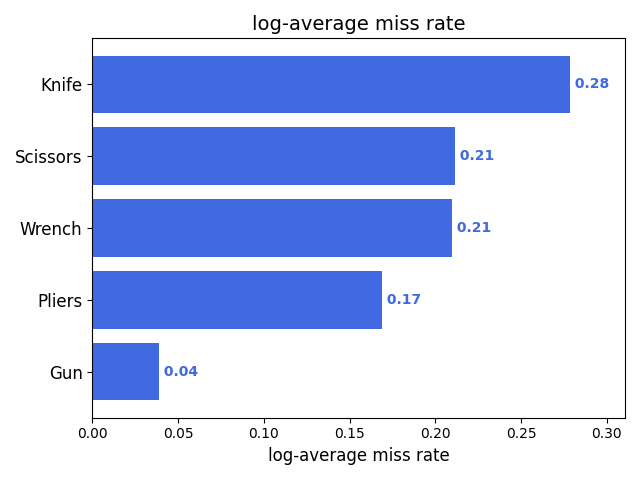 log-average miss rate
Knife 0.28
Scissors 0.21
Wrench 0.21
Pliers 0.17
Gun 0.04
0.00 0.05 0.10 0.15 0.20 0.25 0.30
log-average miss rate